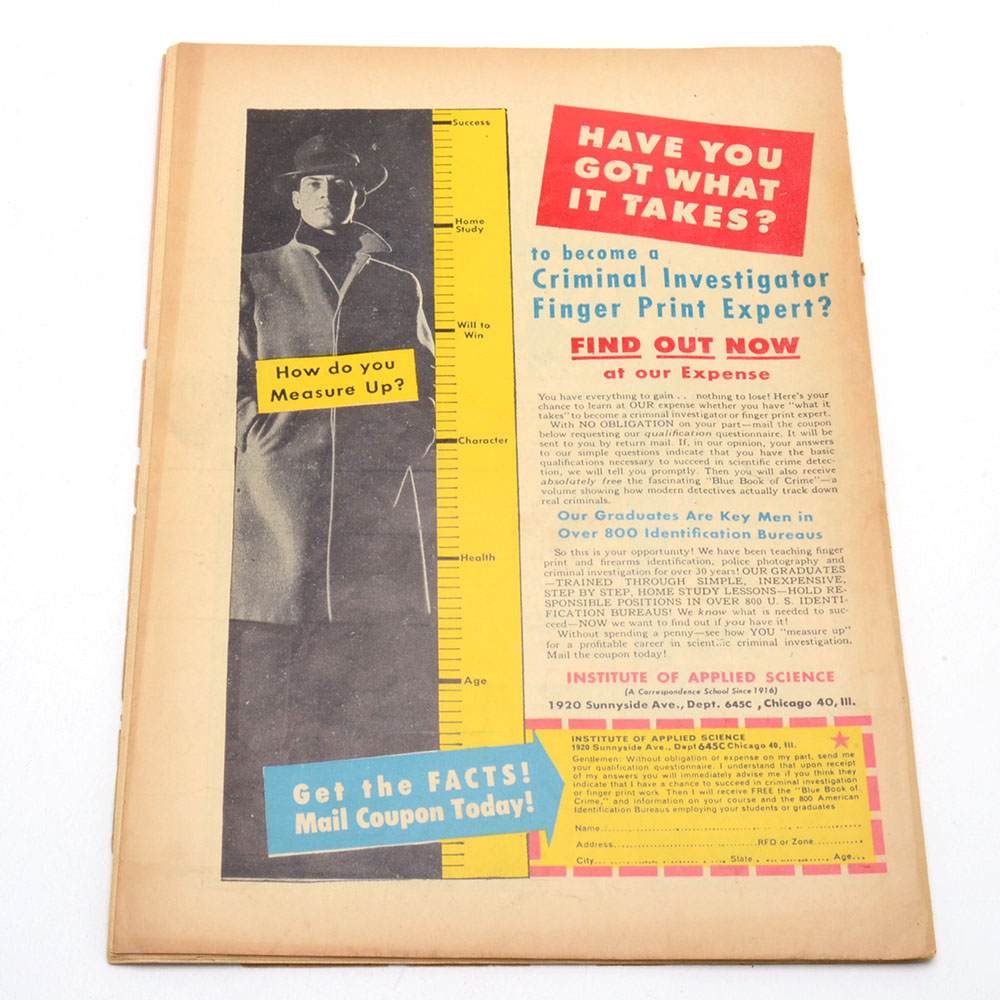 Success
Home
Study
Will to
Win
Character
Health
Age
How do you
Measure Up?
Get the FACTS!
Mail Coupon Today!
HAVE YOU
GOT WHAT
IT TAKES?
to become a
Criminal Investigator
Finger Print Expert?
FIND OUT NOW
at our Expense
You have everything to gain . . nothing to lose! Here's your
chance to learn at OUR expense whether you have "what it
takes" to become a criminal investigator or finger print expert.
With NO OBLIGATION on your part—mail the coupon
below requesting our qualification questionnaire. It will be
sent to you by return mail. If, in our opinion, your answers
to our simple questions indicate that you have the basic
qualifications necessary to succeed in scientific crime detec-
tion, we will tell you promptly. Then you will also receive
absolutely free the fascinating "Blue Book of Crime"—a
volume showing how modern detectives actually track down
real criminals.
Our Graduates Are Key Men in
Over 800 Identification Bureaus
So this is your opportunity! We have been teaching finger
print and firearms identification, police photography and
criminal investigation for over 30 years! OUR GRADUATES
—TRAINED THROUGH SIMPLE, INEXPENSIVE,
STEP BY STEP, HOME STUDY LESSONS—HOLD RE-
SPONSIBLE POSITIONS IN OVER 800 U. S. IDENTI-
FICATION BUREAUS! We know what is needed to suc-
ceed—NOW we want to find out if you have it!
Without spending a penny—see how YOU "measure up"
for a profitable career in scientific criminal investigation.
Mail the coupon today!
INSTITUTE OF APPLIED SCIENCE
(A Correspondence School Since 1916)
1920 Sunnyside Ave., Dept. 645C , Chicago 40, Ill.
INSTITUTE OF APPLIED SCIENCE
1920 Sunnyside Ave., Dept 645C Chicago 40, Ill.
Gentlemen: Without obligation or expense on my part, send me
your qualification questionnaire. I understand that upon receipt
of my answers you will immediately advise me if you think they
indicate that I have a chance to succeed in criminal investigation
or finger print work. Then I will receive FREE the "Blue Book of
Crime," and information on your course and the 800 American
Identification Bureaus employing your students or graduates
Name
Address RFD or Zone
City State Age